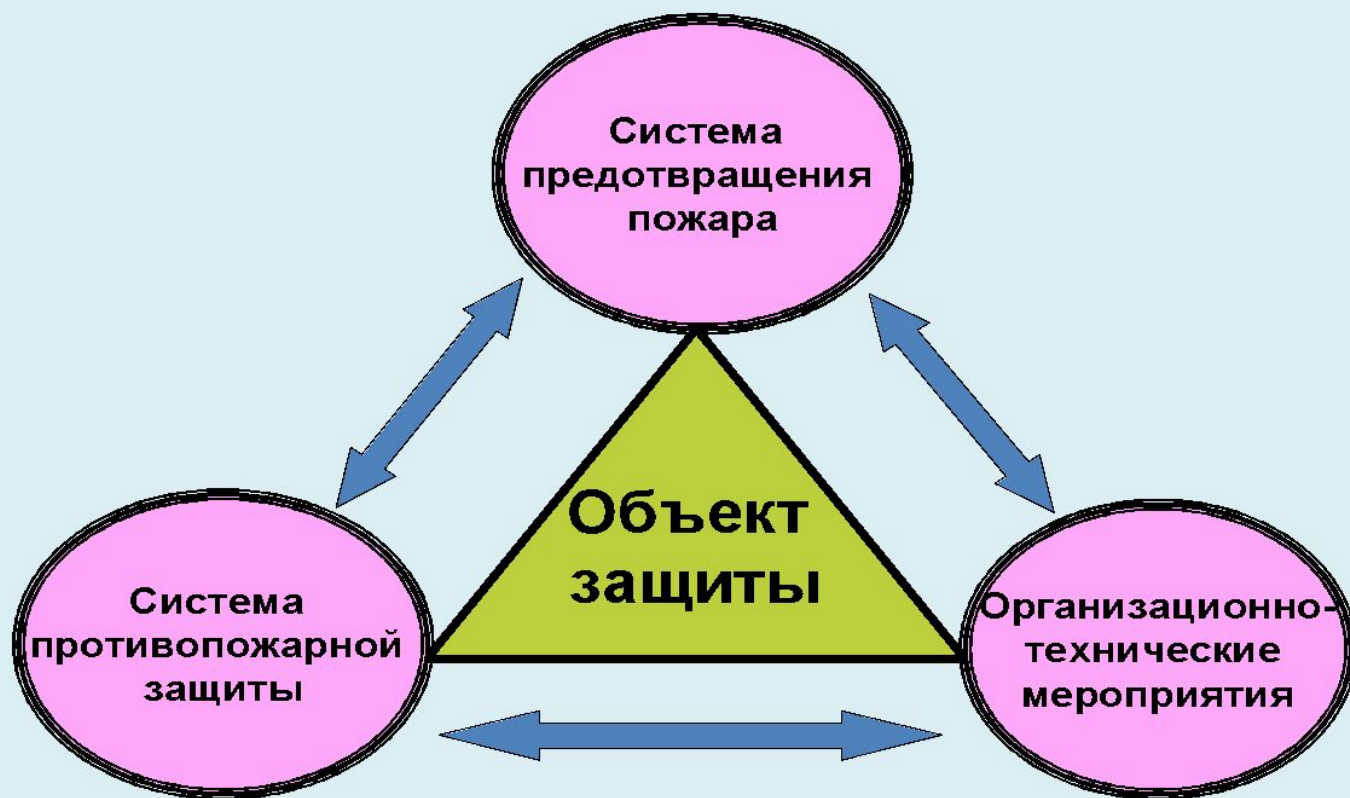 Система
предотвращения
пожара
Объект
защиты
Система
противопожарной
защиты
Организационно-
технические
мероприятия